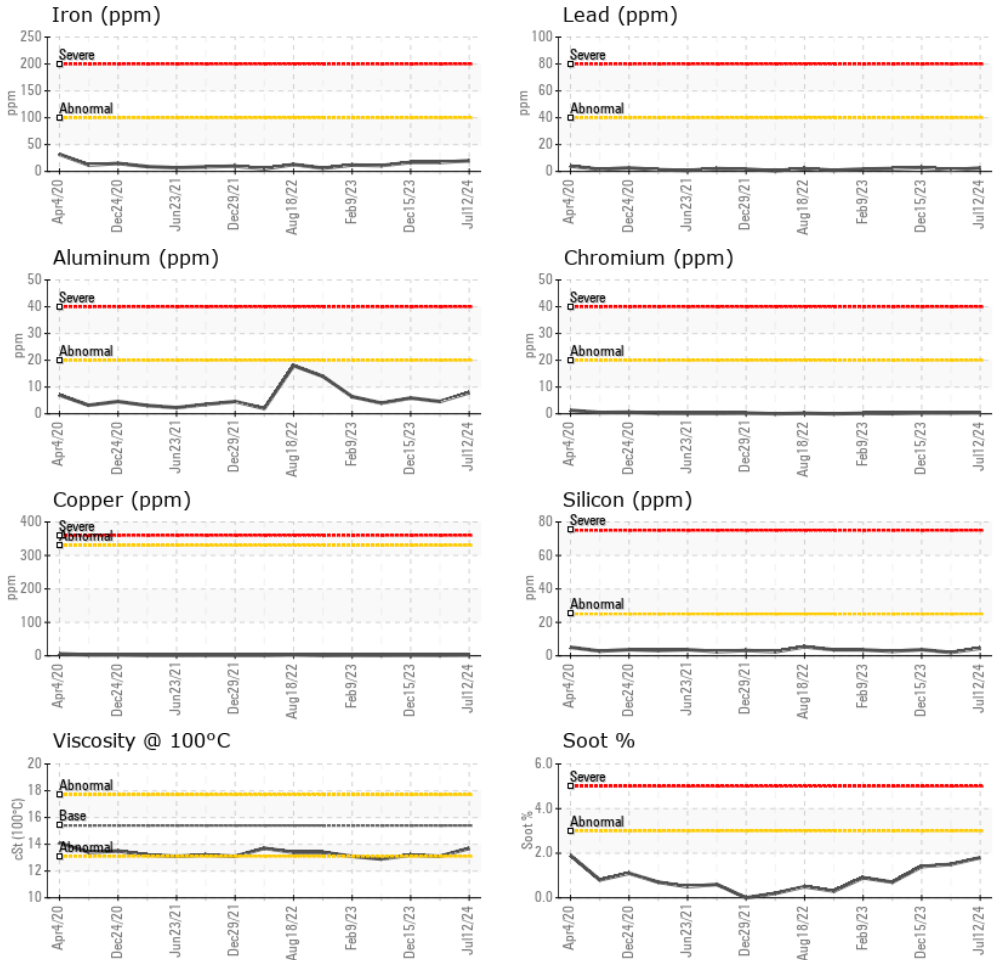 Iron (ppm)
250
200
150
100
50
0
ppm
Severe
Abnormal
Apr4/20
Dec24/20
Jun23/21
Dec29/21
Aug18/22
Feb9/23
Dec15/23
Jul12/24
Lead (ppm)
100
80
60
40
20
0
ppm
Severe
Abnormal
Apr4/20
Dec24/20
Jun23/21
Dec29/21
Aug18/22
Feb9/23
Dec15/23
Jul12/24
Aluminum (ppm)
50
40
30
20
10
0
ppm
Severe
Abnormal
Apr4/20
Dec24/20
Jun23/21
Dec29/21
Aug18/22
Feb9/23
Dec15/23
Jul12/24
Chromium (ppm)
50
40
30
20
10
0
ppm
Severe
Abnormal
Apr4/20
Dec24/20
Jun23/21
Dec29/21
Aug18/22
Feb9/23
Dec15/23
Jul12/24
Copper (ppm)
400
300
200
100
0
ppm
Severe
Abnormal
Apr4/20
Dec24/20
Jun23/21
Dec29/21
Aug18/22
Feb9/23
Dec15/23
Jul12/24
Silicon (ppm)
80
60
40
20
0
ppm
Severe
Abnormal
Apr4/20
Dec24/20
Jun23/21
Dec29/21
Aug18/22
Feb9/23
Dec15/23
Jul12/24
Viscosity @ 100°C
20
18
16
14
12
10
cSt (100°C)
Abnormal
Base
Abnormal
Apr4/20
Dec24/20
Jun23/21
Dec29/21
Aug18/22
Feb9/23
Dec15/23
Jul12/24
Soot %
6.0
4.0
2.0
0.0
Soot %
Severe
Abnormal
Apr4/20
Dec24/20
Jun23/21
Dec29/21
Aug18/22
Feb9/23
Dec15/23
Jul12/24